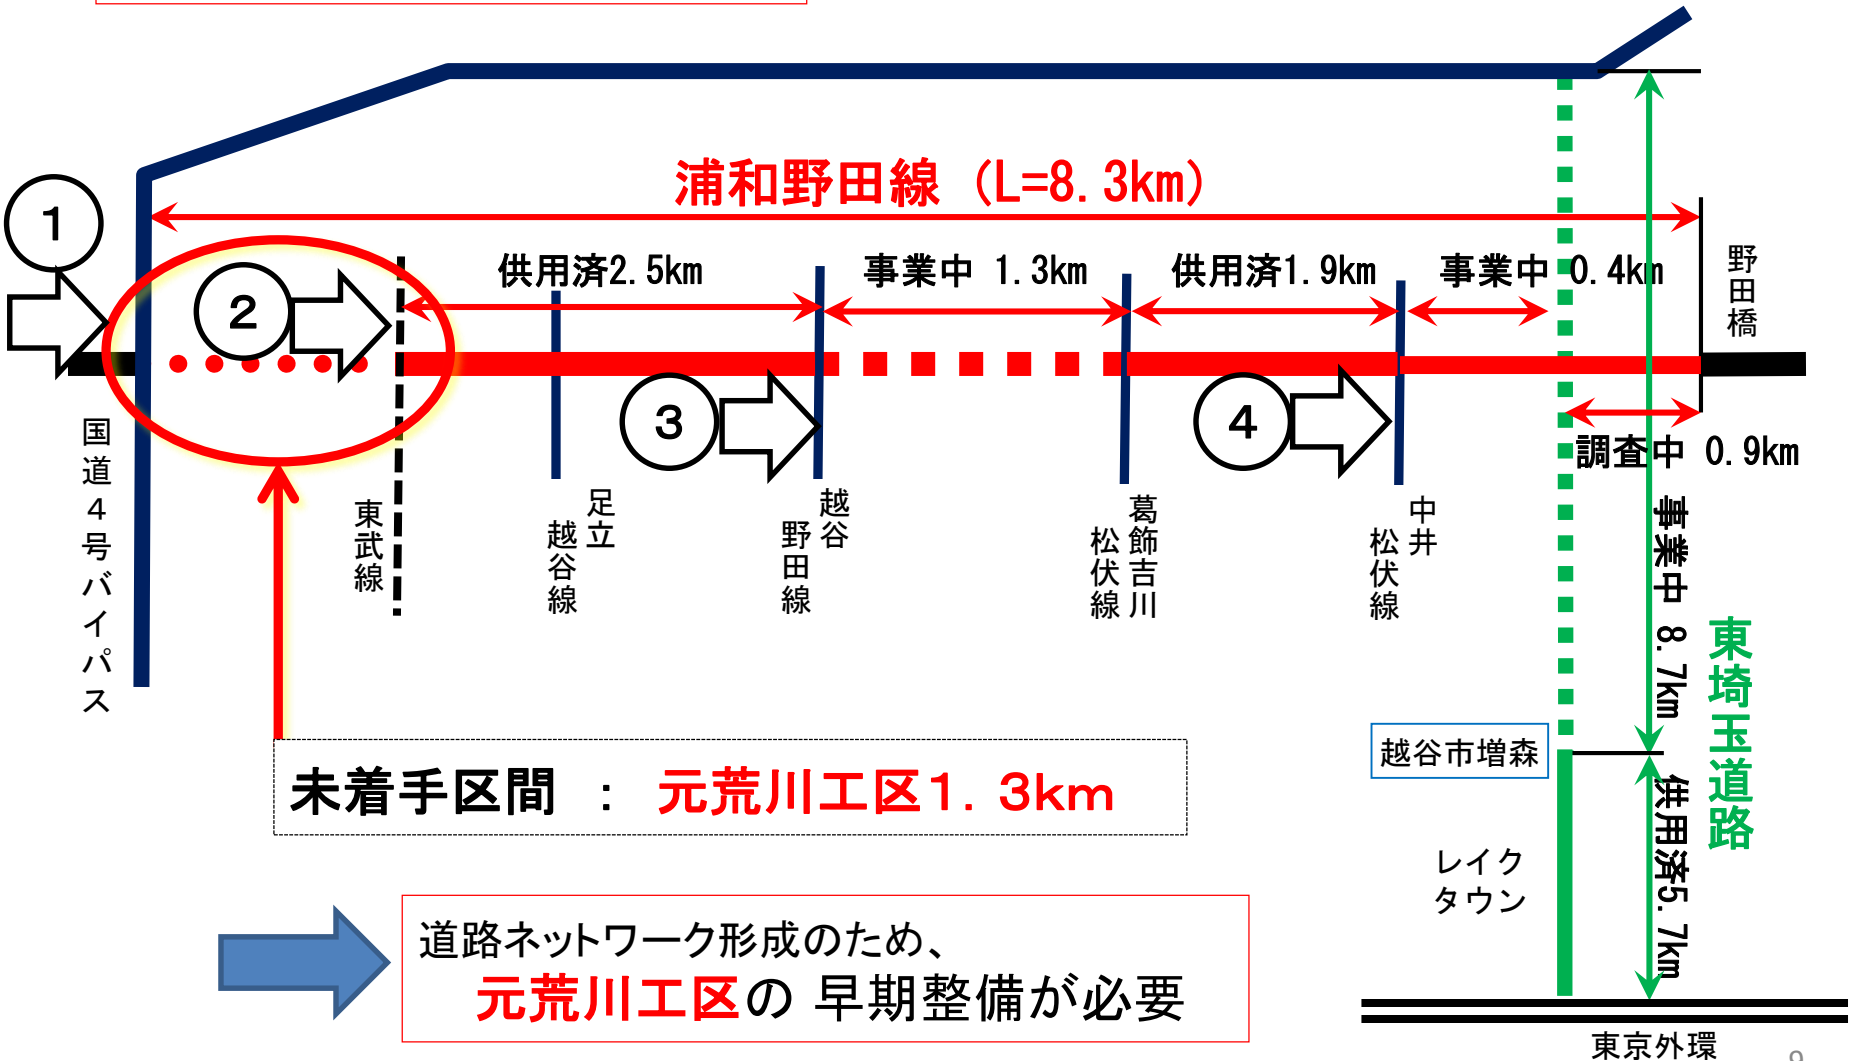 浦和野田線 (L=8.3km)
①
②
供用済2.5km
事業中 1.3km
供用済1.9km
事業中 0.4km
野田橋
③
④
調査中 0.9km
国道4号バイパス
東武線
足立
越谷線
越谷
野田線
葛飾吉川
松伏線
中井
松伏線
事業中 8.7km
東埼玉道路
未着手区間 : 元荒川工区1.3km
越谷市増森
供用済5.7km
レイク
タウン
道路ネットワーク形成のため、
元荒川工区の 早期整備が必要
東京外環